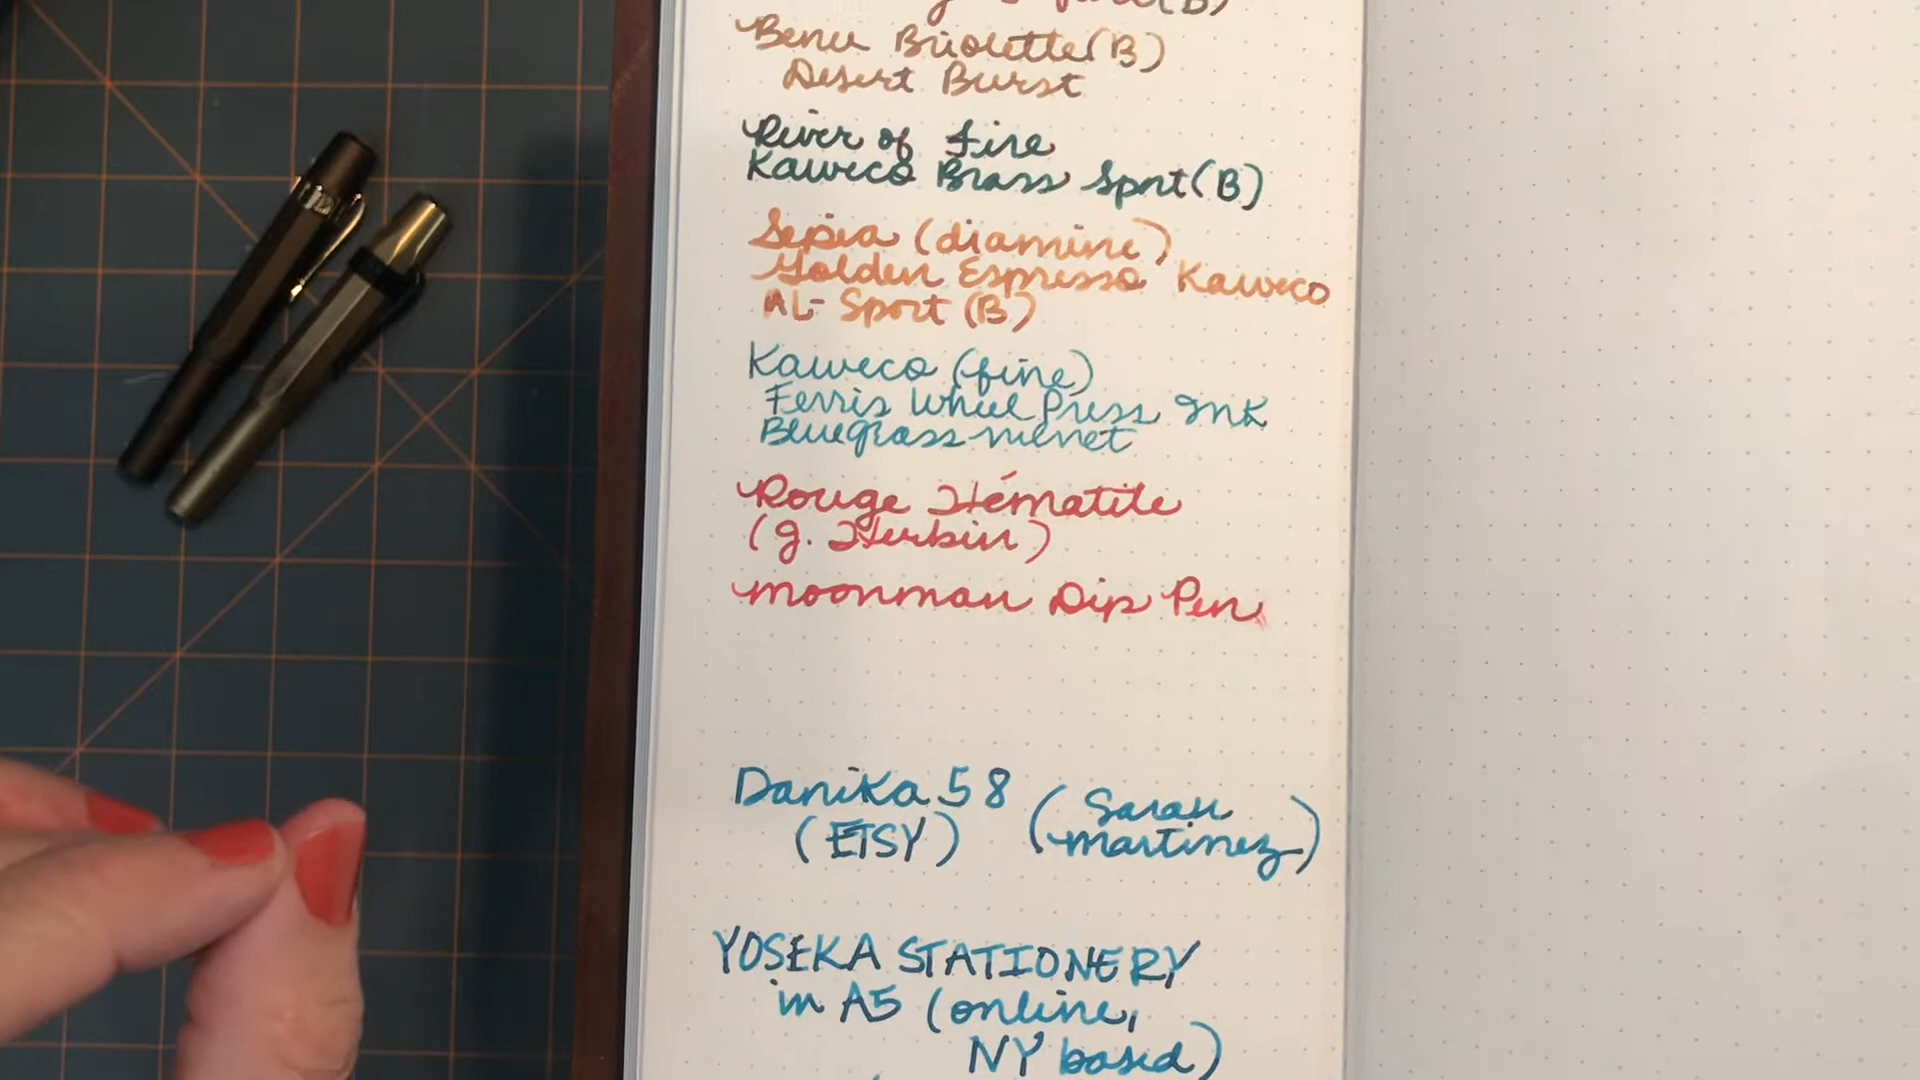 (B)
Benu Briolette (B)
Desert Burst
River of Fire
Kaweco Brass Sport (B)
Sepia (diamine)
Golden Espresso Kaweco
AL-Sport (B)
Kaweco (fine)
Ferris Wheel Press Ink
Bluegrass velvet
Rouge Hématite
(J. Herbin)
moonman Dip Pen
Danika 58 (Sarah
(ETSY) martinez)
YOSEKA STATIONERY
in A5 (online,
NY based)